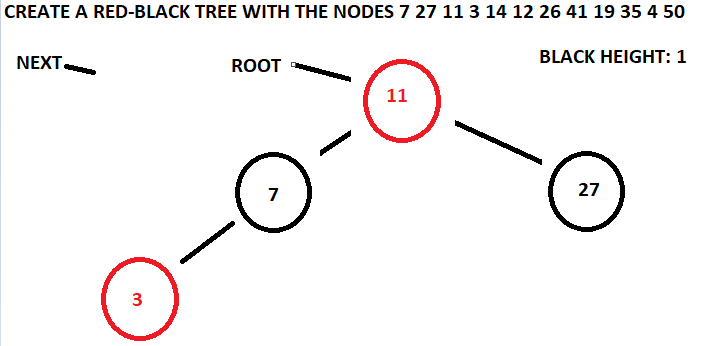 CREATE A RED-BLACK TREE WITH THE NODES 7 27 11 3 14 12 26 41 19 35 4 50
NEXT
ROOT
BLACK HEIGHT: 1
11
7
27
3